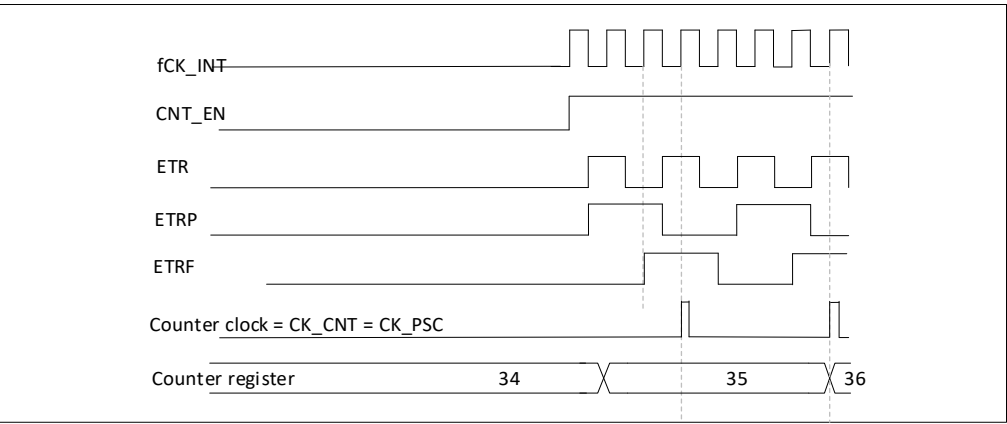 fCK_INT
CNT_EN
ETR
ETRP
ETRF
Counter clock = CK_CNT = CK_PSC
Counter register 34 35 36